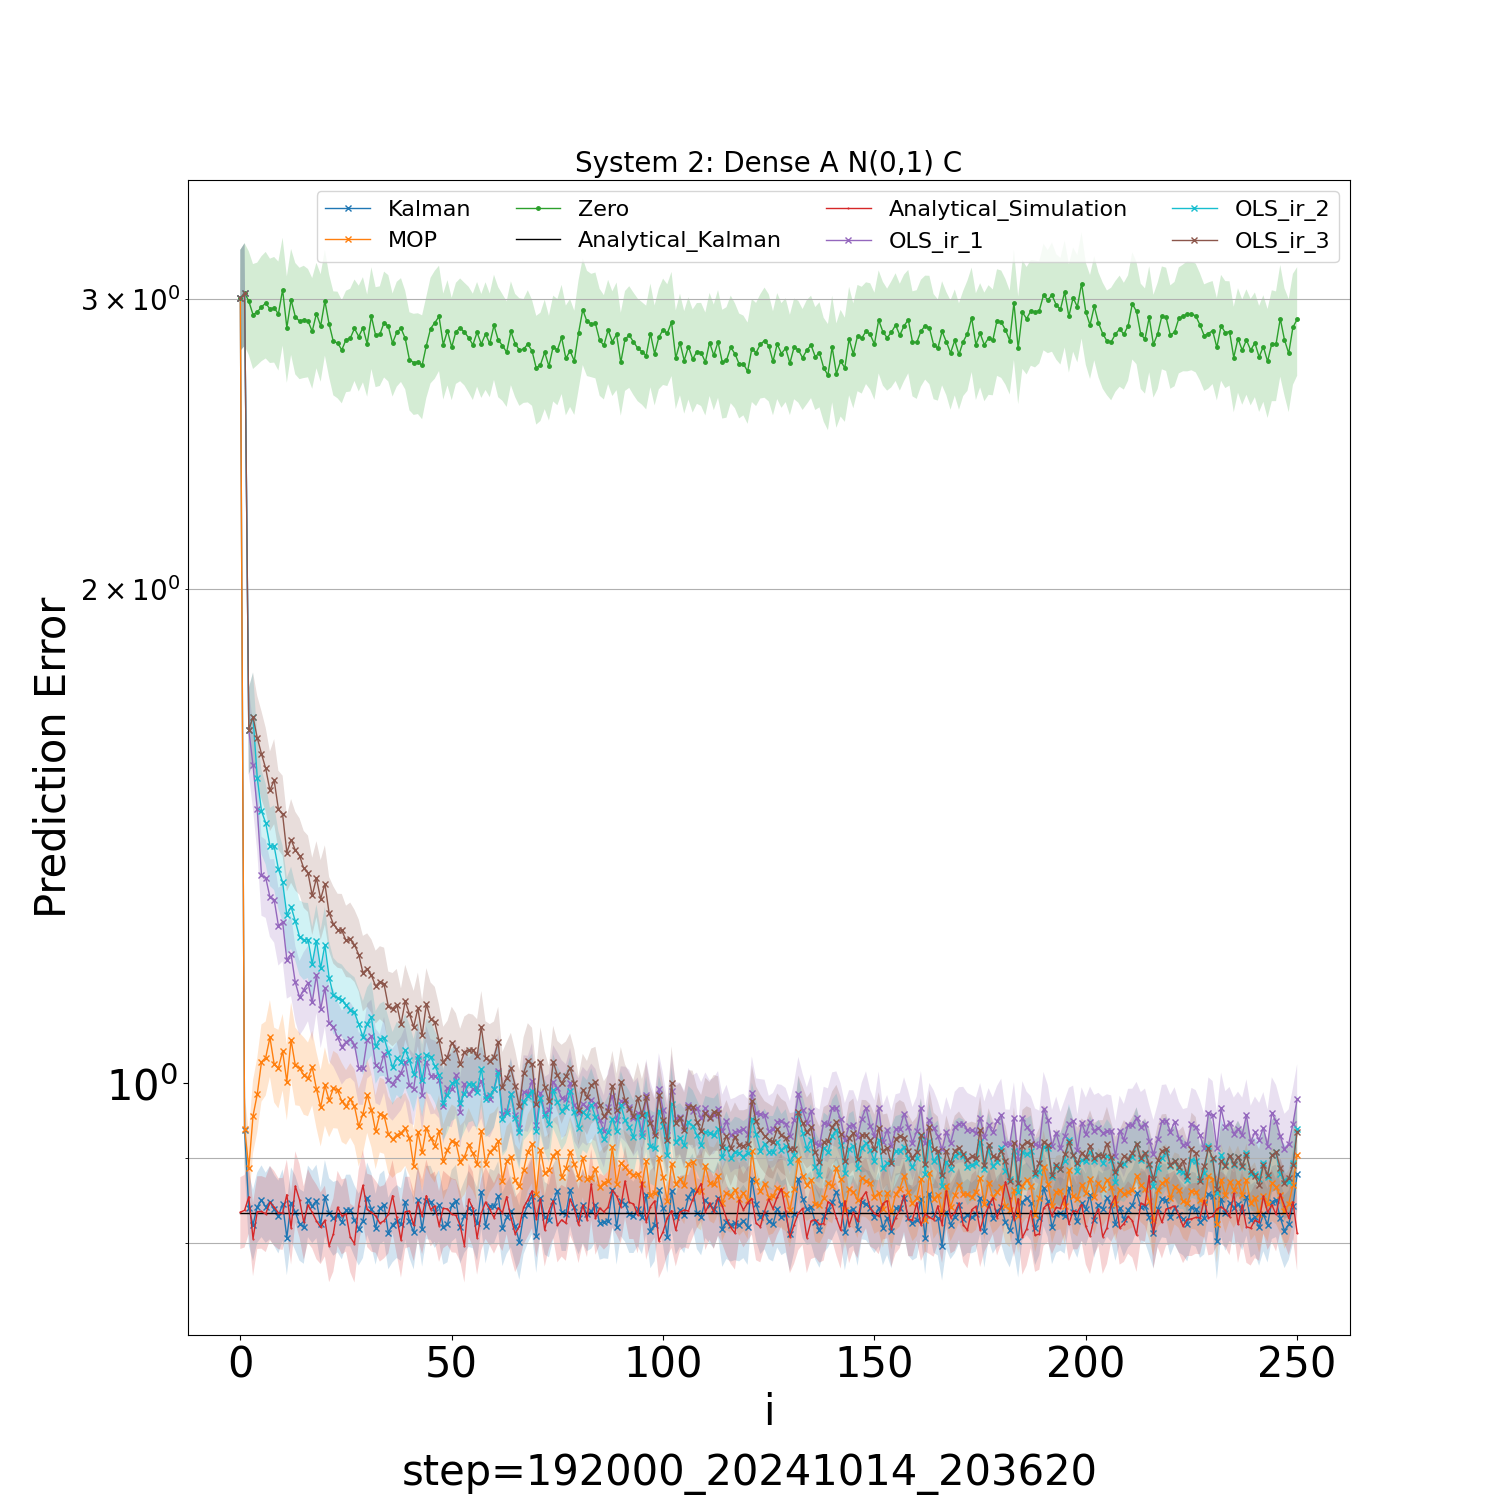 System 2: Dense A N(0,1) C
Kalman
MOP
Zero
Analytical_Kalman
Analytical_Simulation
OLS_ir_1
OLS_ir_2
OLS_ir_3
3 × 10⁰
2 × 10⁰
10⁰
Prediction Error
0 50 100 150 200 250
i
step=192000_20241014_203620